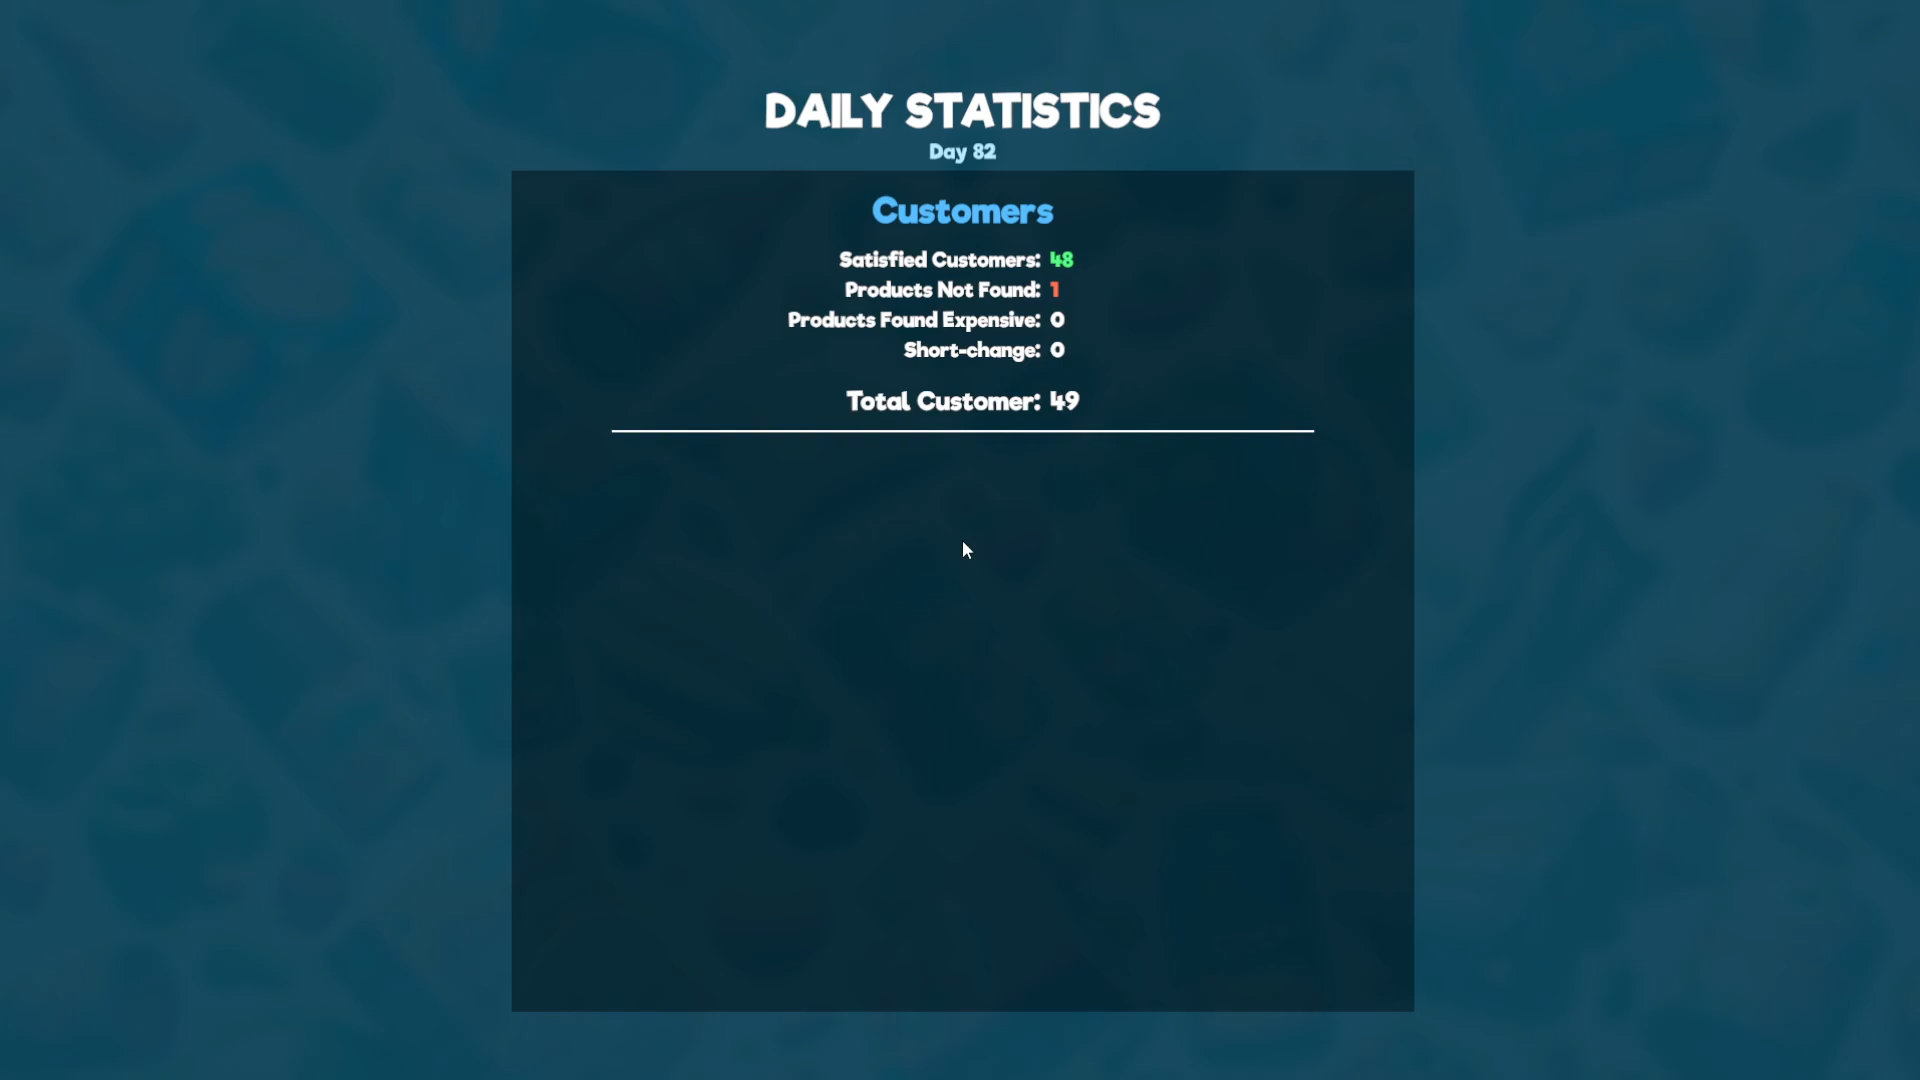 DAILY STATISTICS
Day 82
Customers
Satisfied Customers: 48
Products Not Found: 1
Products Found Expensive: 0
Short-change: 0
Total Customer: 49